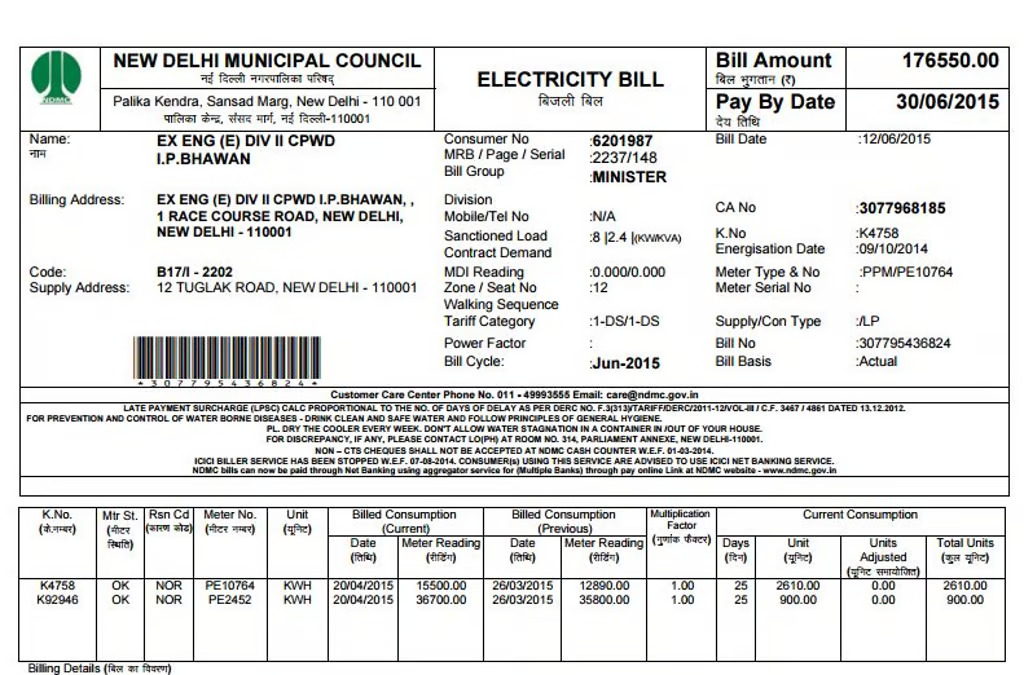 NDMC
NEW DELHI MUNICIPAL COUNCIL
नई दिल्ली नगरपालिका परिषद्
Palika Kendra, Sansad Marg, New Delhi - 110 001
पालिका केन्द्र, संसद मार्ग, नई दिल्ली-110001
ELECTRICITY BILL
बिजली बिल
Bill Amount 176550.00
बिल भुगतान (₹)
Pay By Date 30/06/2015
देय तिथि
Name: EX ENG (E) DIV II CPWD
नाम I.P.BHAWAN
Billing Address: EX ENG (E) DIV II CPWD I.P.BHAWAN, ,
1 RACE COURSE ROAD, NEW DELHI,
NEW DELHI - 110001
Code: B17/I - 2202
Supply Address: 12 TUGLAK ROAD, NEW DELHI - 110001
*307795436824*
Consumer No :6201987
MRB / Page / Serial :2237/148
Bill Group :MINISTER
Division
Mobile/Tel No :N/A
Sanctioned Load :8 |2.4 |(KW/KVA)
Contract Demand
MDI Reading :0.000/0.000
Zone / Seat No :12
Walking Sequence
Tariff Category :1-DS/1-DS
Power Factor :
Bill Cycle: :Jun-2015
Bill Date :12/06/2015
CA No :3077968185
K.No :K4758
Energisation Date :09/10/2014
Meter Type & No :PPM/PE10764
Meter Serial No :
Supply/Con Type :/LP
Bill No :307795436824
Bill Basis :Actual
Customer Care Center Phone No. 011 - 49993555 Email: care@ndmc.gov.in
LATE PAYMENT SURCHARGE (LPSC) CALC PROPORTIONAL TO THE NO. OF DAYS OF DELAY AS PER DERC NO. F.3(313)/TARIFF/DERC/2011-12/VOL-III / C.F. 3467 / 4861 DATED 13.12.2012.
FOR PREVENTION AND CONTROL OF WATER BORNE DISEASES - DRINK CLEAN AND SAFE WATER AND FOLLOW PRINCIPLES OF GENERAL HYGIENE.
PL. DRY THE COOLER EVERY WEEK. DON'T ALLOW WATER STAGNATION IN A CONTAINER IN /OUT OF YOUR HOUSE.
FOR DISCREPANCY, IF ANY, PLEASE CONTACT LO(PH) AT ROOM NO. 314, PARLIAMENT ANNEXE, NEW DELHI-110001.
NON – CTS CHEQUES SHALL NOT BE ACCEPTED AT NDMC CASH COUNTER W.E.F. 01-03-2014.
ICICI BILLER SERVICE HAS BEEN STOPPED W.E.F. 07-08-2014. CONSUMER(s) USING THIS SERVICE ARE ADVISED TO USE ICICI NET BANKING SERVICE.
NDMC bills can now be paid through Net Banking using aggregator service for (Multiple Banks) through pay online Link at NDMC website - www.ndmc.gov.in
K.No. Mtr St. Rsn Cd Meter No. Unit Billed Consumption (Current) Billed Consumption (Previous) Multiplication Factor Current Consumption
(के.नम्बर) (मीटर स्थिति) (कारण कोड) (मीटर नम्बर) (यूनिट) (गुणांक फैक्टर)
Date Meter Reading Date Meter Reading Days Unit Units Adjusted Total Units
(तिथि) (रीडिंग) (तिथि) (रीडिंग) (दिन) (यूनिट) (यूनिट समायोजित) (कुल यूनिट)
K4758 OK NOR PE10764 KWH 20/04/2015 15500.00 26/03/2015 12890.00 1.00 25 2610.00 0.00 2610.00
K92946 OK NOR PE2452 KWH 20/04/2015 36700.00 26/03/2015 35800.00 1.00 25 900.00 0.00 900.00
Billing Details (बिल का विवरण)